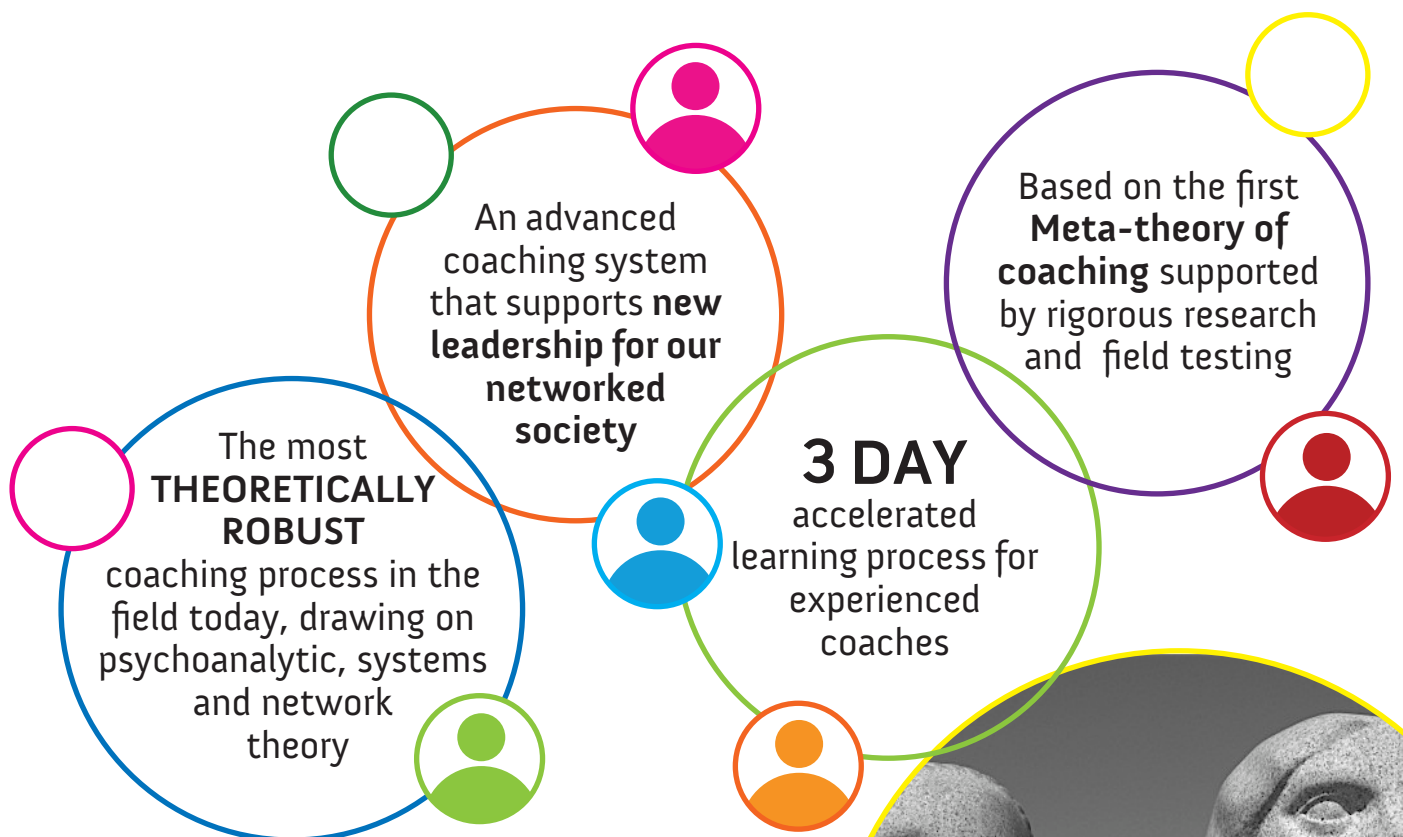 The most
THEORETICALLY
ROBUST
coaching process in the
field today, drawing on
psychoanalytic, systems
and network
theory
An advanced
coaching system
that supports new
leadership for our
networked
society
3 DAY
accelerated
learning process for
experienced
coaches
Based on the first
Meta-theory of
coaching supported
by rigorous research
and field testing